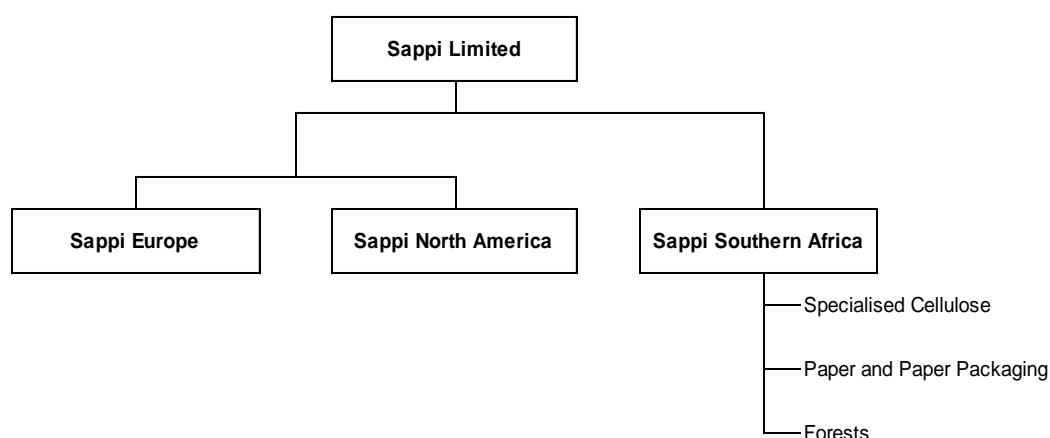 Sappi Limited
Sappi Europe
Sappi North America
Sappi Southern Africa
Specialised Cellulose
Paper and Paper Packaging
Forests